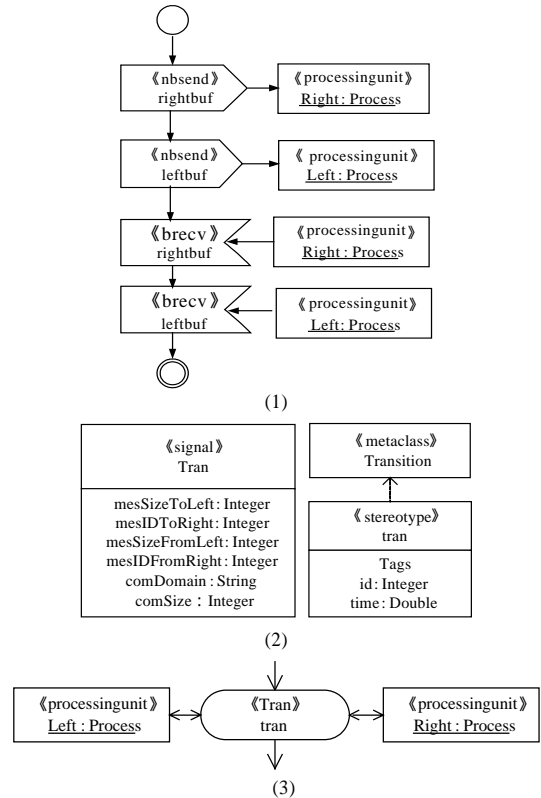 《nbsend》
rightbuf
《processingunit》
Right: Process
《nbsend》
leftbuf
《 processingunit》
Left: Process
《brecv》
rightbuf
《processingunit》
Right: Process
《brecv》
leftbuf
《processingunit》
Left: Process
(1)
《signal》
Tran
mesSizeToLeft: Integer
mesIDToRight: Integer
mesSizeFromLeft: Integer
mesIDFromRight: Integer
comDomain: String
comSize: Integer
《metaclass》
Transition
《stereotype》
tran
Tags
id: Integer
time: Double
(2)
《processingunit》
Left: Process
《Tran》
tran
《processingunit》
Right: Process
(3)